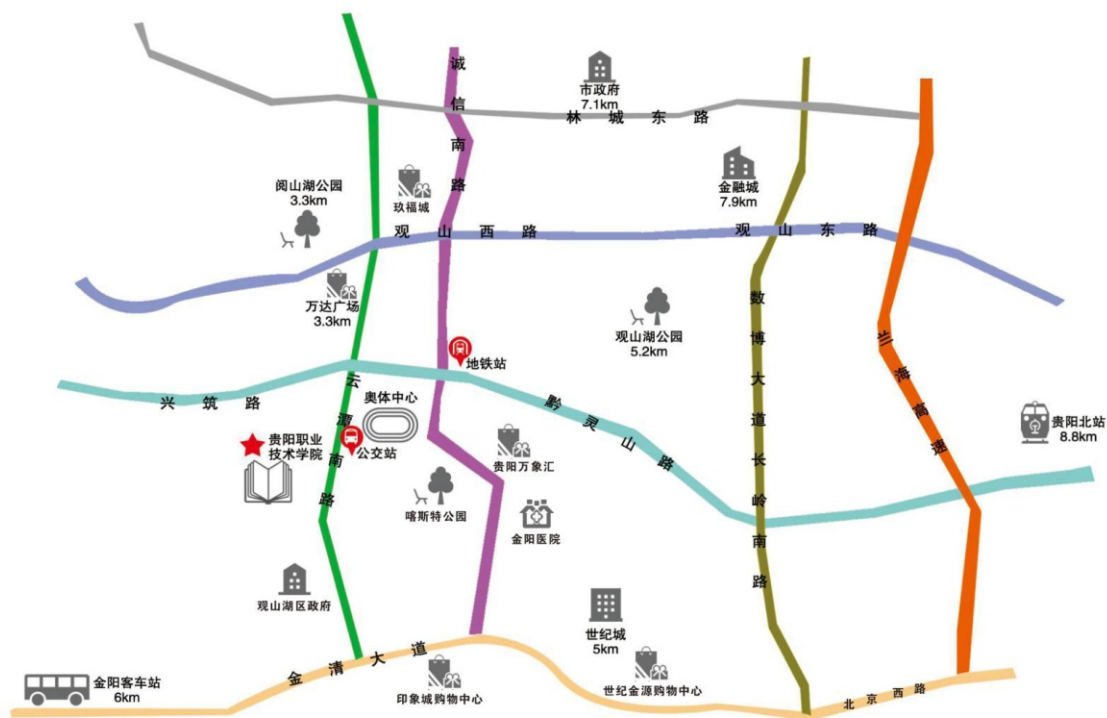 诚信南路
市政府
7.1km
林城东路
阅山湖公园
3.3km
玖福城
金融城
7.9km
观山西路
观山东路
万达广场
3.3km
观山湖公园
5.2km
数博大道长岭南路
兰海高速
地铁站
兴筑路
云潭南路
奥体中心
黔灵山路
贵阳北站
8.8km
贵阳职业
技术学院
公交站
贵阳万象汇
喀斯特公园
金阳医院
观山湖区政府
世纪城
5km
金清大道
金阳客车站
6km
印象城购物中心
世纪金源购物中心
北京西路